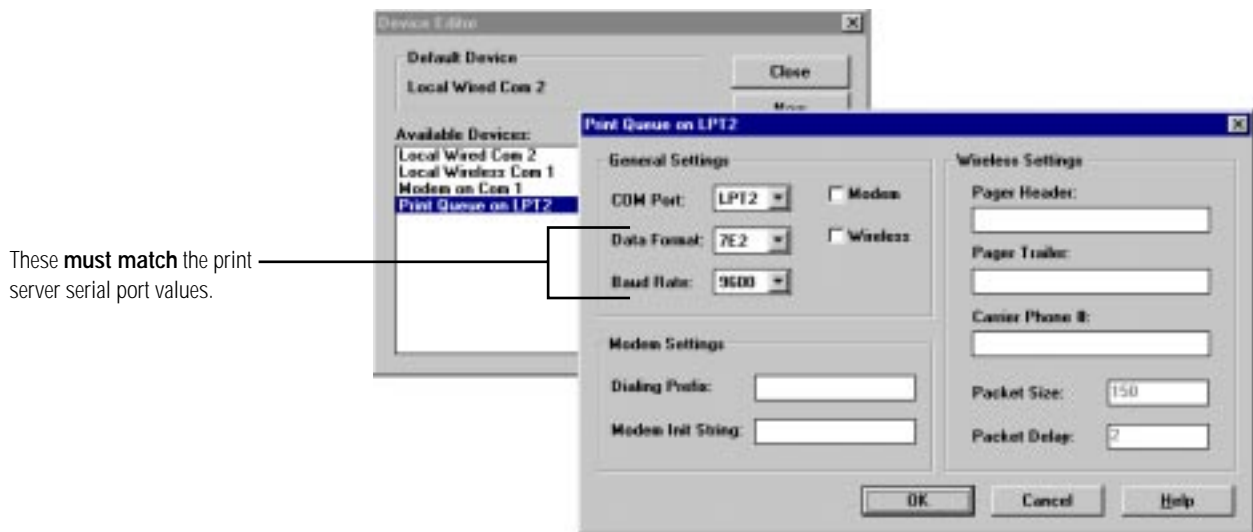 Device Editor
Default Device
Local Wired Com 2
Close
New
Available Devices:
Local Wired Com 2
Local Wireless Com 1
Modem on Com 1
Print Queue on LPT2
These must match the print
server serial port values.
Print Queue on LPT2
General Settings
COM Port: LPT2
Modem
Data Format: 7E2
Wireless
Baud Rate: 9600
Modem Settings
Dialing Prefix:
Modem Init String:
Wireless Settings
Pager Header:
Pager Trailer:
Carrier Phone #:
Packet Size: 150
Packet Delay: 2
OK
Cancel
Help